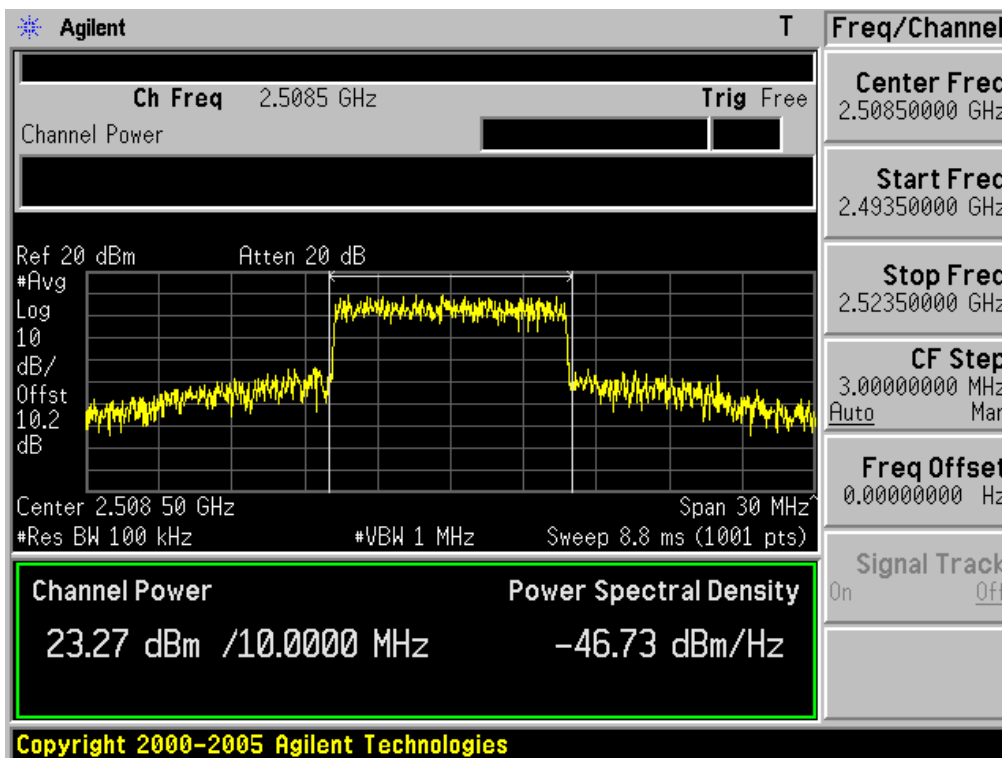 Agilent T
Freq/Channel
Ch Freq 2.5085 GHz Trig Free
Channel Power
Center Freq
2.50850000 GHz
Start Freq
2.49350000 GHz
Stop Freq
2.52350000 GHz
CF Step
3.00000000 MHz
Auto Man
Freq Offset
0.00000000 Hz
Signal Track
On Off
Ref 20 dBm Atten 20 dB
#Avg
Log
10
dB/
Offst
10.2
dB
Center 2.508 50 GHz Span 30 MHz^
#Res BW 100 kHz #VBW 1 MHz Sweep 8.8 ms (1001 pts)
Channel Power Power Spectral Density
23.27 dBm /10.0000 MHz -46.73 dBm/Hz
Copyright 2000-2005 Agilent Technologies